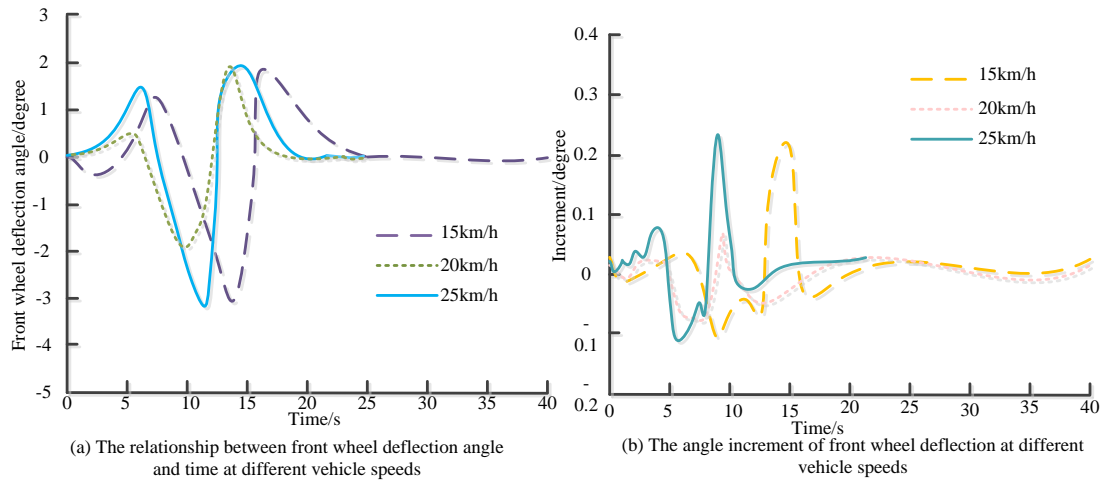 3
2
1
0
-1
-2
-3
-4
-5
Front wheel deflection angle/degree
15km/h
20km/h
25km/h
0 5 10 15 20 25 30 35 40
Time/s
(a) The relationship between front wheel deflection angle
and time at different vehicle speeds
0.4
0.3
0.2
0.1
0
-
0.1
-
0.2
Increment/degree
15km/h
20km/h
25km/h
0 5 10 15 20 25 30 35 40
Time/s
(b) The angle increment of front wheel deflection at different
vehicle speeds